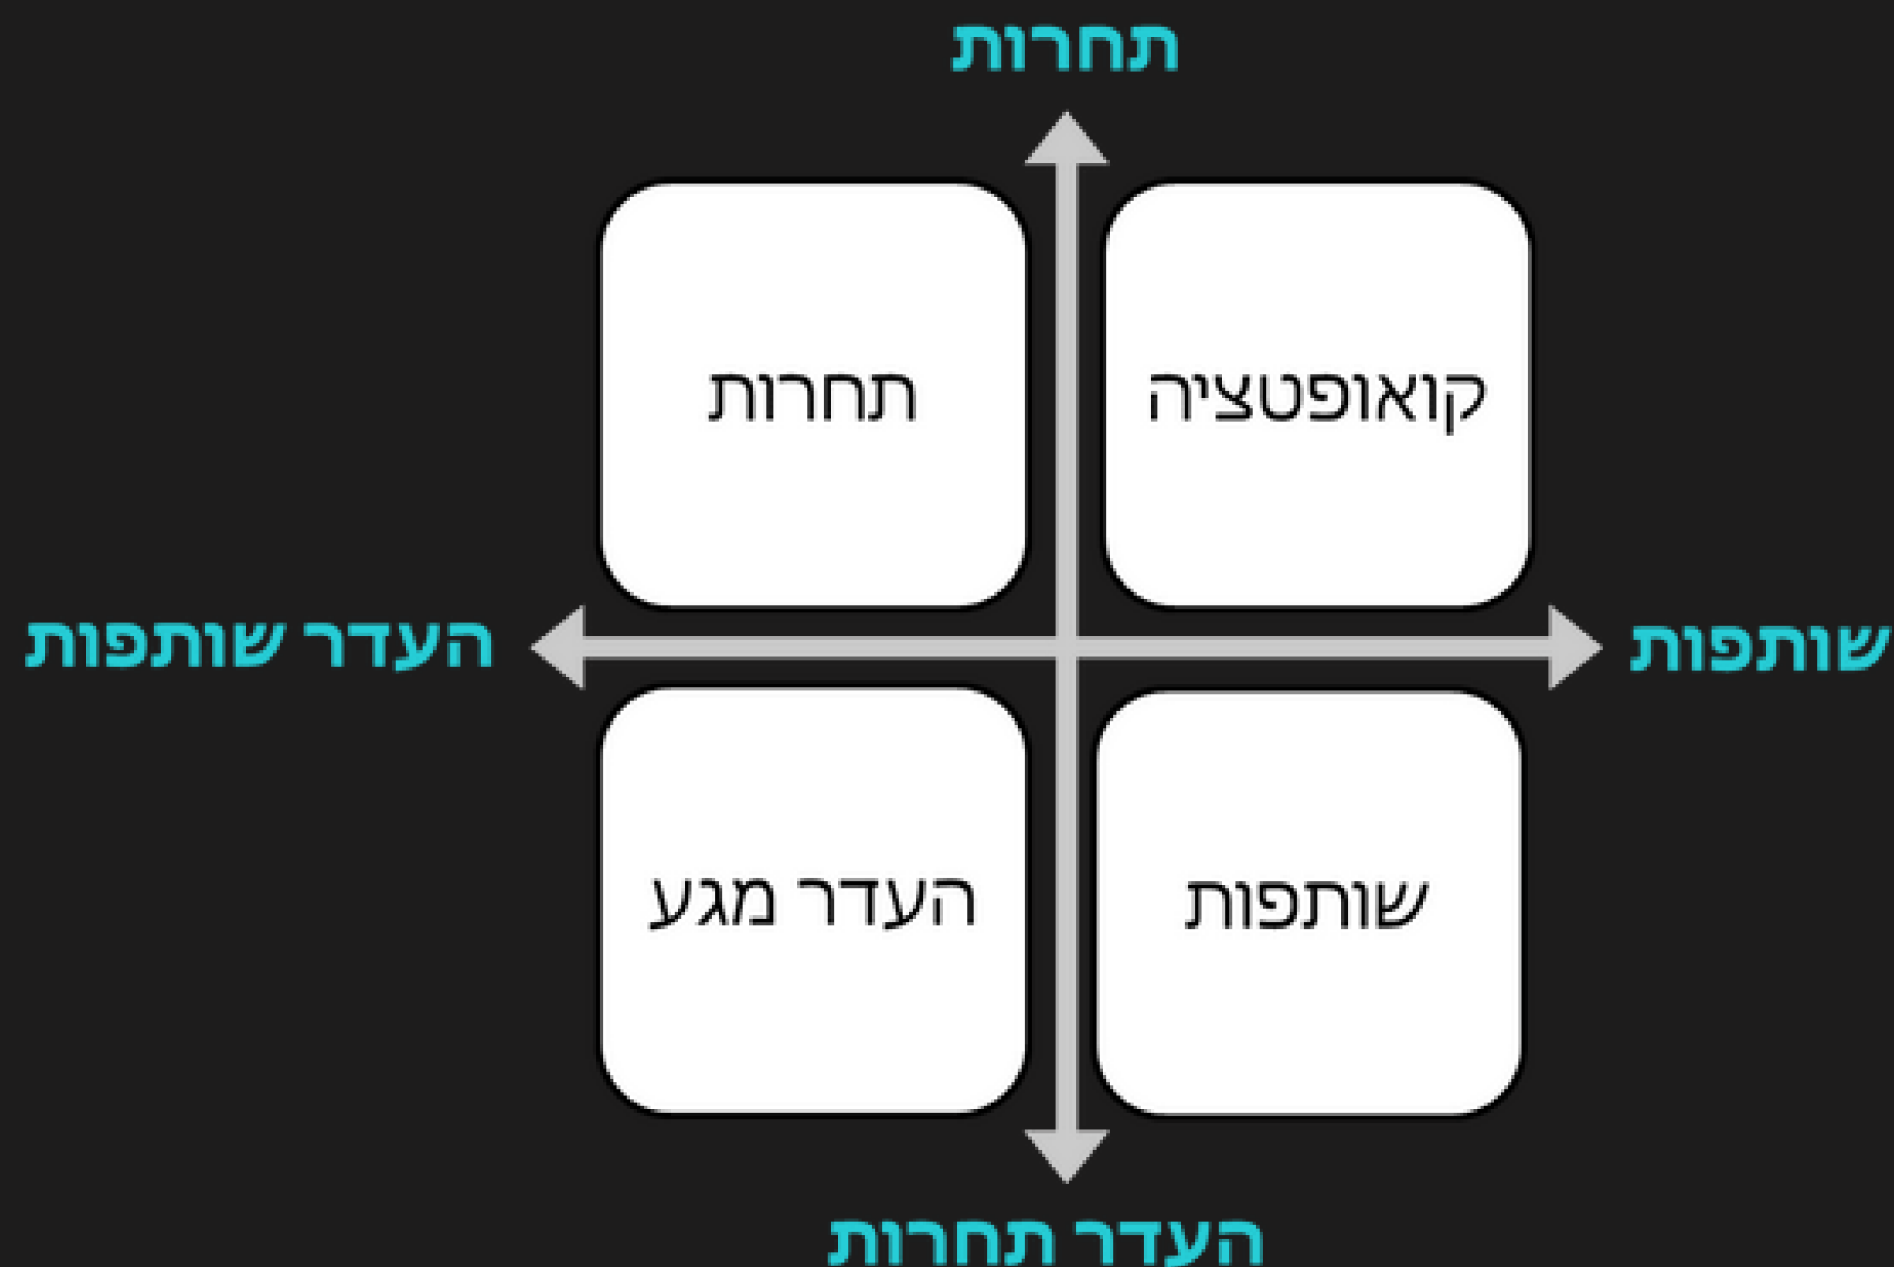 תחרות
קואופטציה
תחרות
שותפות
העדר שותפות
שותפות
העדר מגע
העדר תחרות